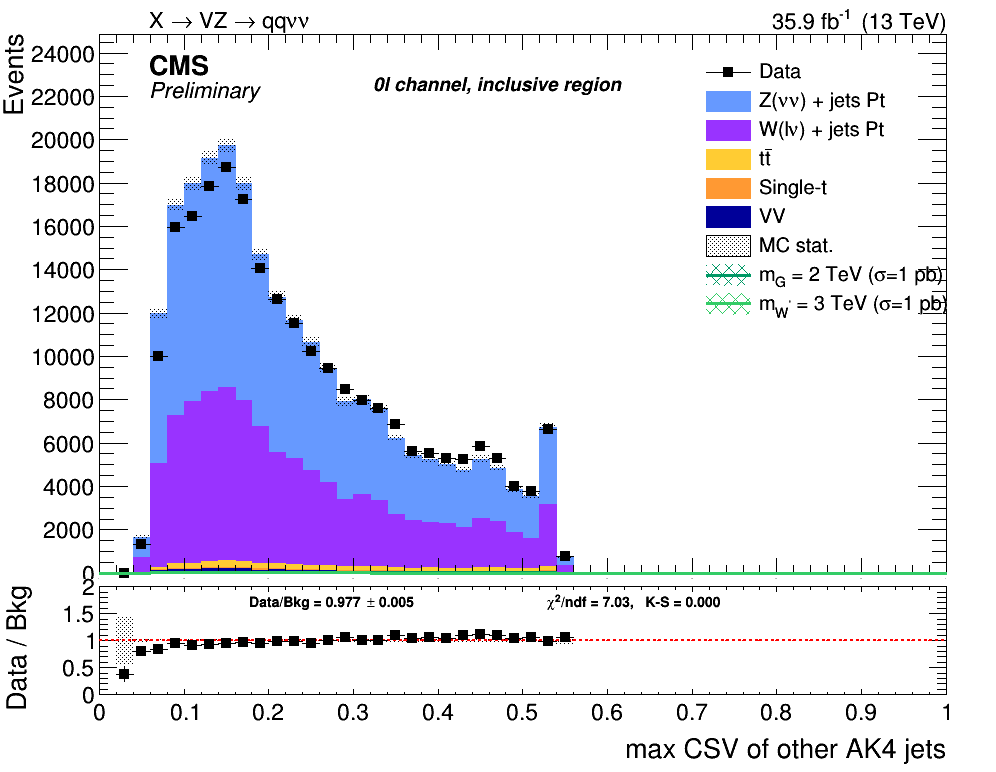 X → VZ → qqνν
35.9 fb⁻¹ (13 TeV)
Events
24000
22000
20000
18000
16000
14000
12000
10000
8000
6000
4000
2000
0
CMS
Preliminary
0l channel, inclusive region
Data
Z(νν) + jets Pt
W(lν) + jets Pt
tt̄
Single-t
VV
MC stat.
m_G = 2 TeV (σ=1 pb)
m_W' = 3 TeV (σ=1 pb)
Data / Bkg
2
1.5
1
0.5
0
Data/Bkg = 0.977 ± 0.005
χ²/ndf = 7.03, K-S = 0.000
0 0.1 0.2 0.3 0.4 0.5 0.6 0.7 0.8 0.9 1
max CSV of other AK4 jets